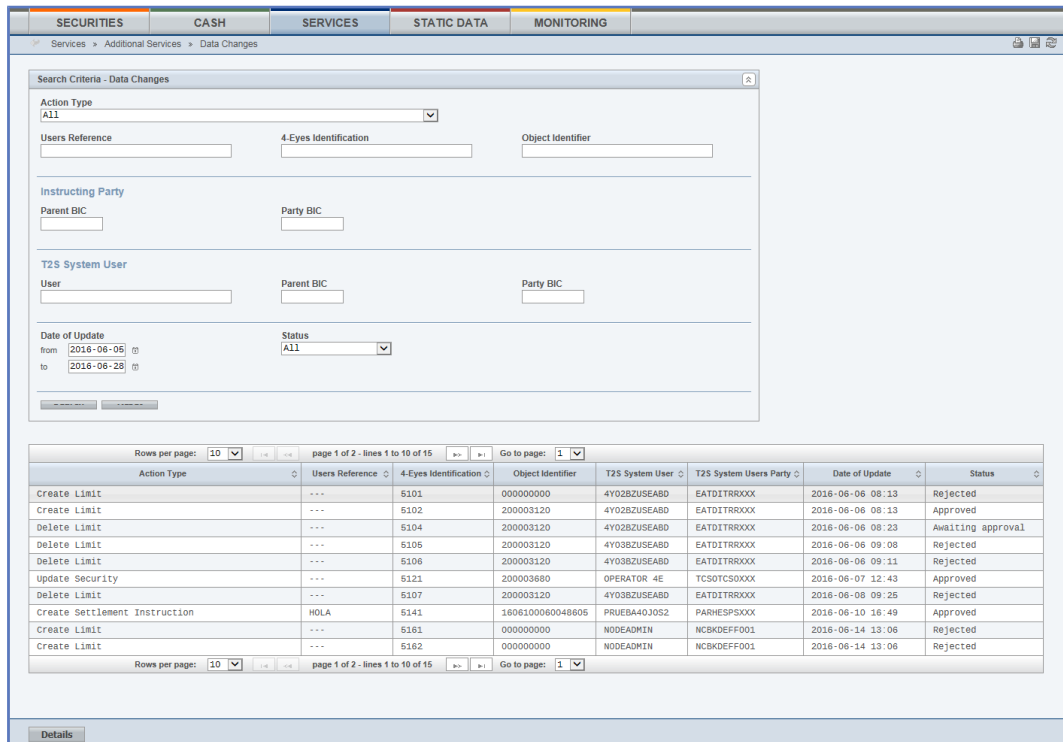 SECURITIES CASH SERVICES STATIC DATA MONITORING
Services » Additional Services » Data Changes
Search Criteria - Data Changes
Action Type
All
Users Reference 4-Eyes Identification Object Identifier
Instructing Party
Parent BIC Party BIC
T2S System User
User Parent BIC Party BIC
Date of Update Status
from 2016-06-05 All
to 2016-06-28
Rows per page: 10 page 1 of 2 - lines 1 to 10 of 15 Go to page: 1
Action Type Users Reference 4-Eyes Identification Object Identifier T2S System User T2S System Users Party Date of Update Status
Create Limit --- 5101 000000000 4Y02BZUSEABD EATDITRRXXX 2016-06-06 08:13 Rejected
Create Limit --- 5102 200003120 4Y02BZUSEABD EATDITRRXXX 2016-06-06 08:13 Approved
Delete Limit --- 5104 200003120 4Y02BZUSEABD EATDITRRXXX 2016-06-06 08:23 Awaiting approval
Delete Limit --- 5105 200003120 4Y03BZUSEABD EATDITRRXXX 2016-06-06 09:08 Rejected
Delete Limit --- 5106 200003120 4Y03BZUSEABD EATDITRRXXX 2016-06-06 09:11 Rejected
Update Security --- 5121 200003680 OPERATOR 4E TCSOTCSOXXX 2016-06-07 12:43 Approved
Delete Limit --- 5107 200003120 4Y03BZUSEABD EATDITRRXXX 2016-06-08 09:25 Rejected
Create Settlement Instruction HOLA 5141 1606100060048605 PRUEBA40J0S2 PARHESPSXXX 2016-06-10 16:49 Approved
Create Limit --- 5161 000000000 NODEADMIN NCBKDEFFO01 2016-06-14 13:06 Rejected
Create Limit --- 5162 000000000 NODEADMIN NCBKDEFFO01 2016-06-14 13:06 Rejected
Rows per page: 10 page 1 of 2 - lines 1 to 10 of 15 Go to page: 1
Details